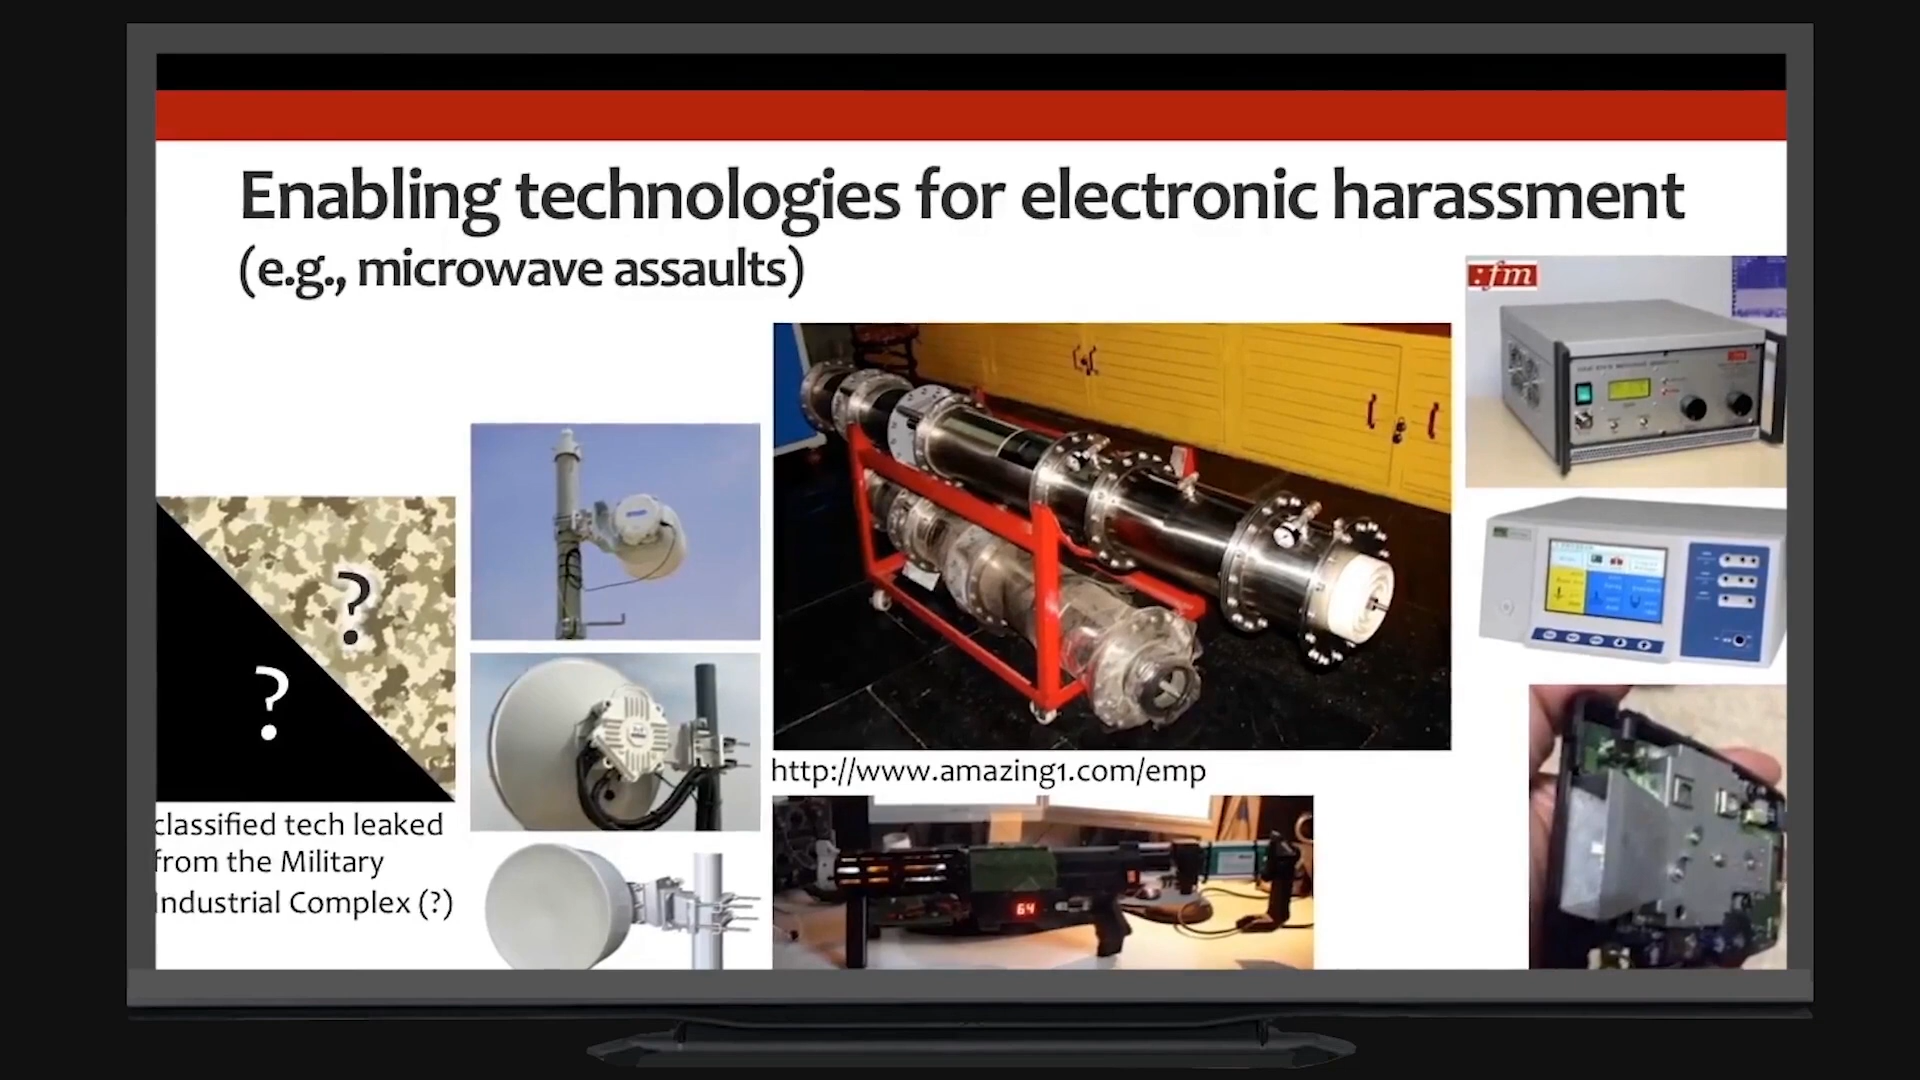 Enabling technologies for electronic harassment
(e.g., microwave assaults)
:fm
?
?
http://www.amazing1.com/emp
classified tech leaked
from the Military
Industrial Complex (?)
64